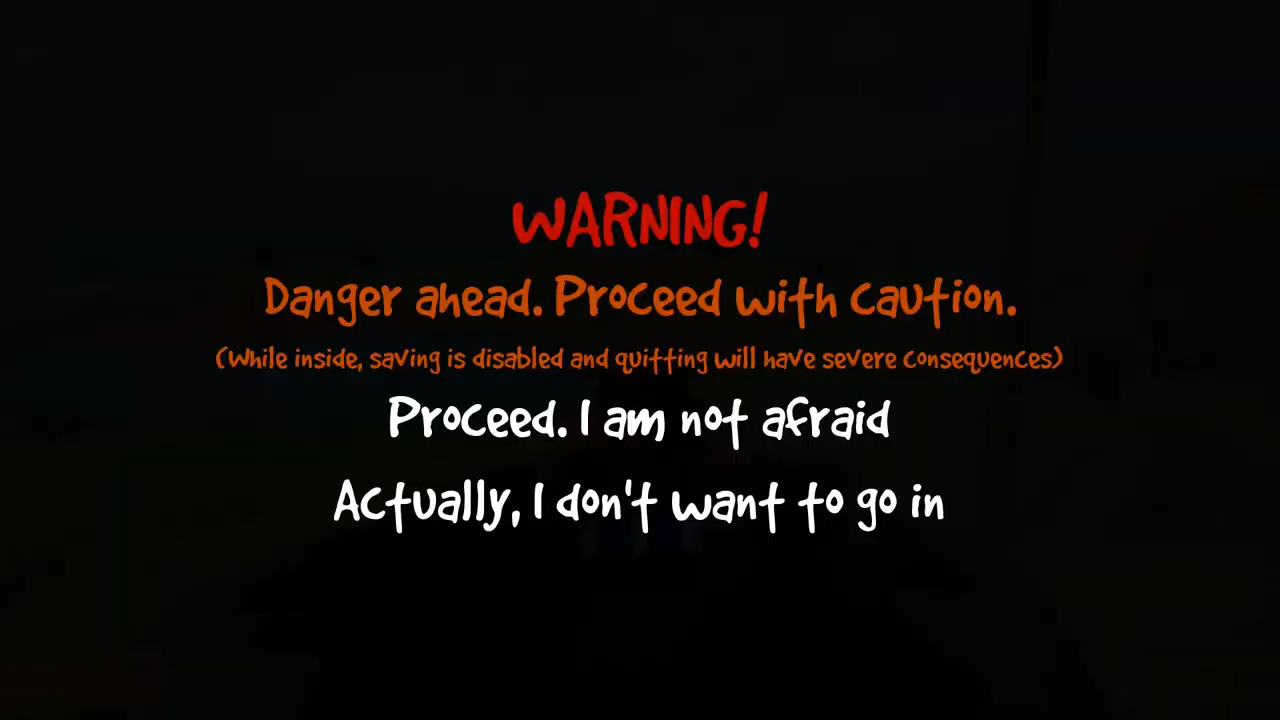 WARNING!
Danger ahead. Proceed with caution.
(While inside, saving is disabled and quitting will have severe consequences)
Proceed. I am not afraid
Actually, I don't want to go in